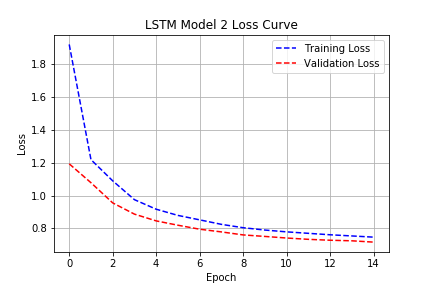 LSTM Model 2 Loss Curve
Training Loss
Validation Loss
Loss
1.8
1.6
1.4
1.2
1.0
0.8
0 2 4 6 8 10 12 14
Epoch